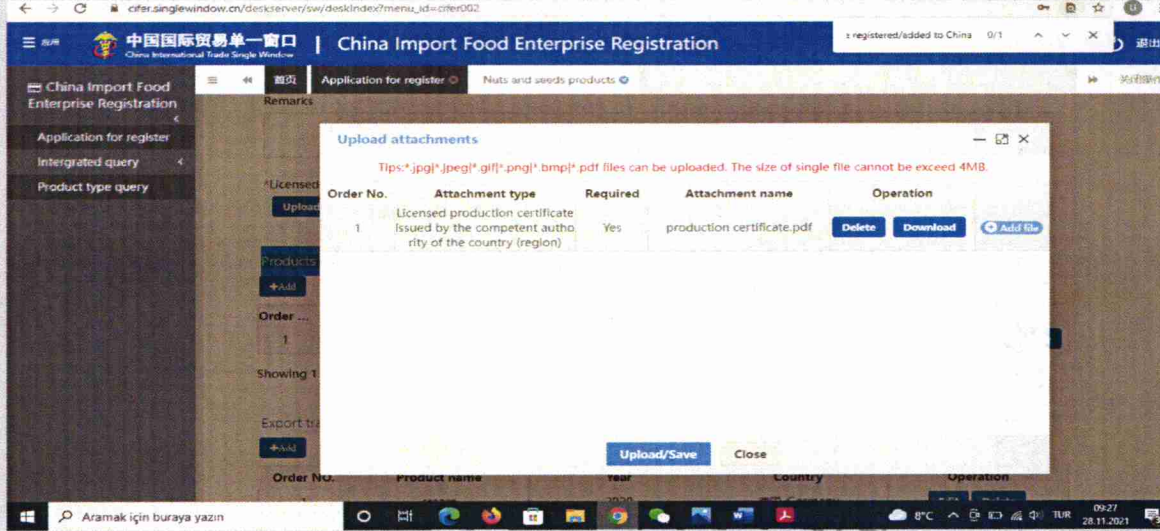 cifer.singlewindow.cn/deskserver/sw/deskIndex?menu_id=cifer002
中国国际贸易单一窗口 | China Import Food Enterprise Registration
China International Trade Single Window
registered/added to China 0/1
退出
China Import Food
Enterprise Registration
首页 Application for register Nuts and seeds products
Application for register
Intergrated query
Product type query
Remarks
*Licensed
Upload
Products
+Add
Order ...
1
Showing 1
Export tra
+Add
Upload attachments
Tips:*.jpg|*.jpeg|*.gif|*.png|*.bmp|*.pdf files can be uploaded. The size of single file cannot be exceed 4MB.
Order No. Attachment type Required Attachment name Operation
1 Licensed production certificate Yes production certificate.pdf Delete Download Add file
issued by the competent autho
rity of the country (region)
Upload/Save Close
Order No. Product name Year Country Operation
Aramak için buraya yazın
8°C TUR 09:27
28.11.2021